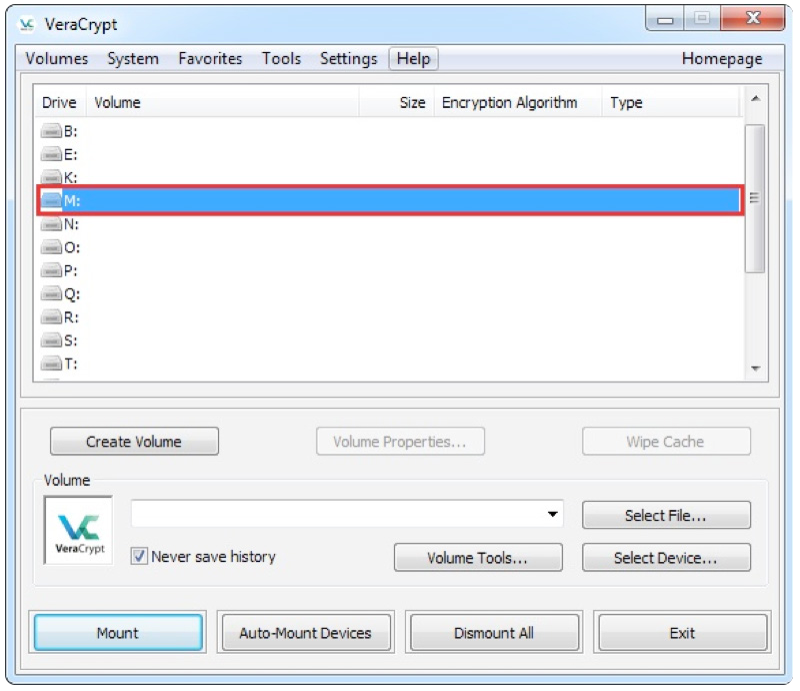 VeraCrypt
Volumes System Favorites Tools Settings Help Homepage
Drive Volume Size Encryption Algorithm Type
B:
E:
K:
M:
N:
O:
P:
Q:
R:
S:
T:
Create Volume Volume Properties... Wipe Cache
Volume
VeraCrypt
Select File...
Never save history Volume Tools... Select Device...
Mount Auto-Mount Devices Dismount All Exit